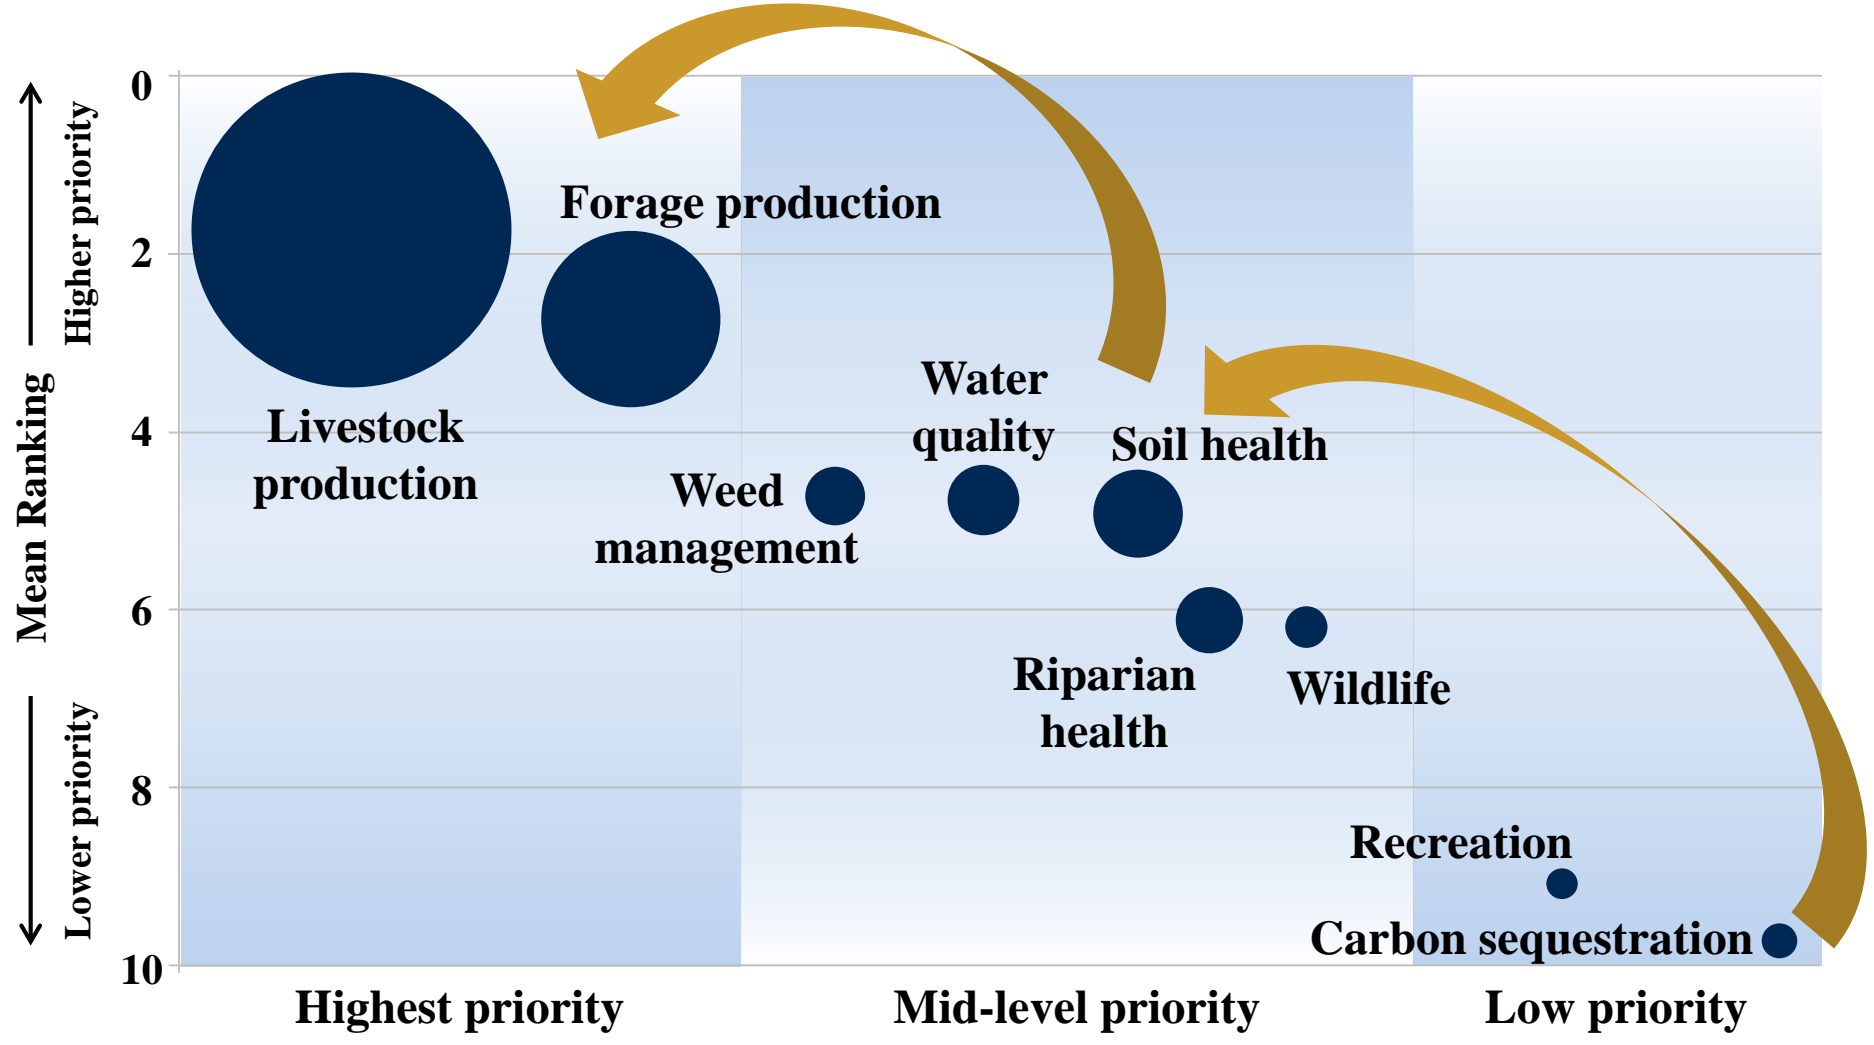 0
2
4
6
8
10
Higher priority
Mean Ranking
Lower priority
Forage production
Livestock
production
Water
quality
Soil health
Weed
management
Riparian
health
Wildlife
Recreation
Carbon sequestration
Highest priority
Mid-level priority
Low priority